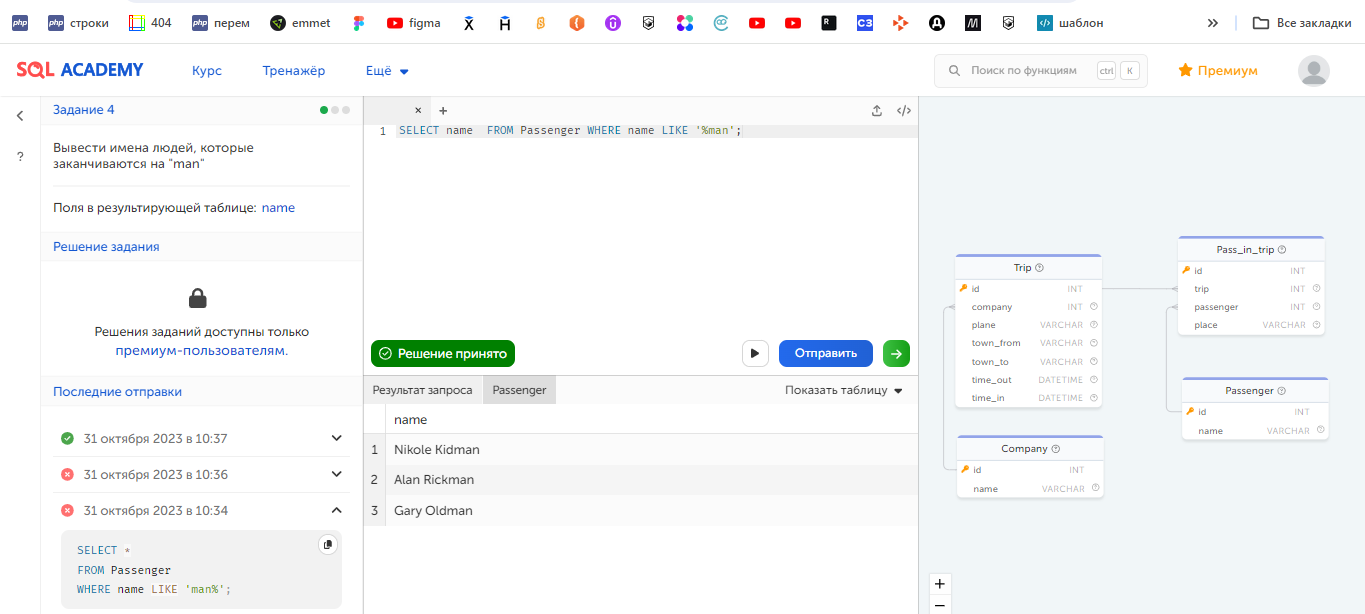 php
php строки
404
php перем
emmet
figma
C3
шаблон
Все закладки
SQL ACADEMY
Курс
Тренажёр
Ещё
Поиск по функциям
ctrl
K
Премиум
Задание 4
?
Вывести имена людей, которые
заканчиваются на "man"
Поля в результирующей таблице: name
Решение задания
Решения заданий доступны только
премиум-пользователям.
Последние отправки
31 октября 2023 в 10:37
31 октября 2023 в 10:36
31 октября 2023 в 10:34
SELECT *
FROM Passenger
WHERE name LIKE 'man%';
× +
</>
1 SELECT name  FROM Passenger WHERE name LIKE '%man';
Решение принято
Отправить
Результат запроса
Passenger
Показать таблицу
name
1 Nikole Kidman
2 Alan Rickman
3 Gary Oldman
Trip
id INT
company INT
plane VARCHAR
town_from VARCHAR
town_to VARCHAR
time_out DATETIME
time_in DATETIME
Company
id INT
name VARCHAR
Pass_in_trip
id INT
trip INT
passenger INT
place VARCHAR
Passenger
id INT
name VARCHAR
+
−